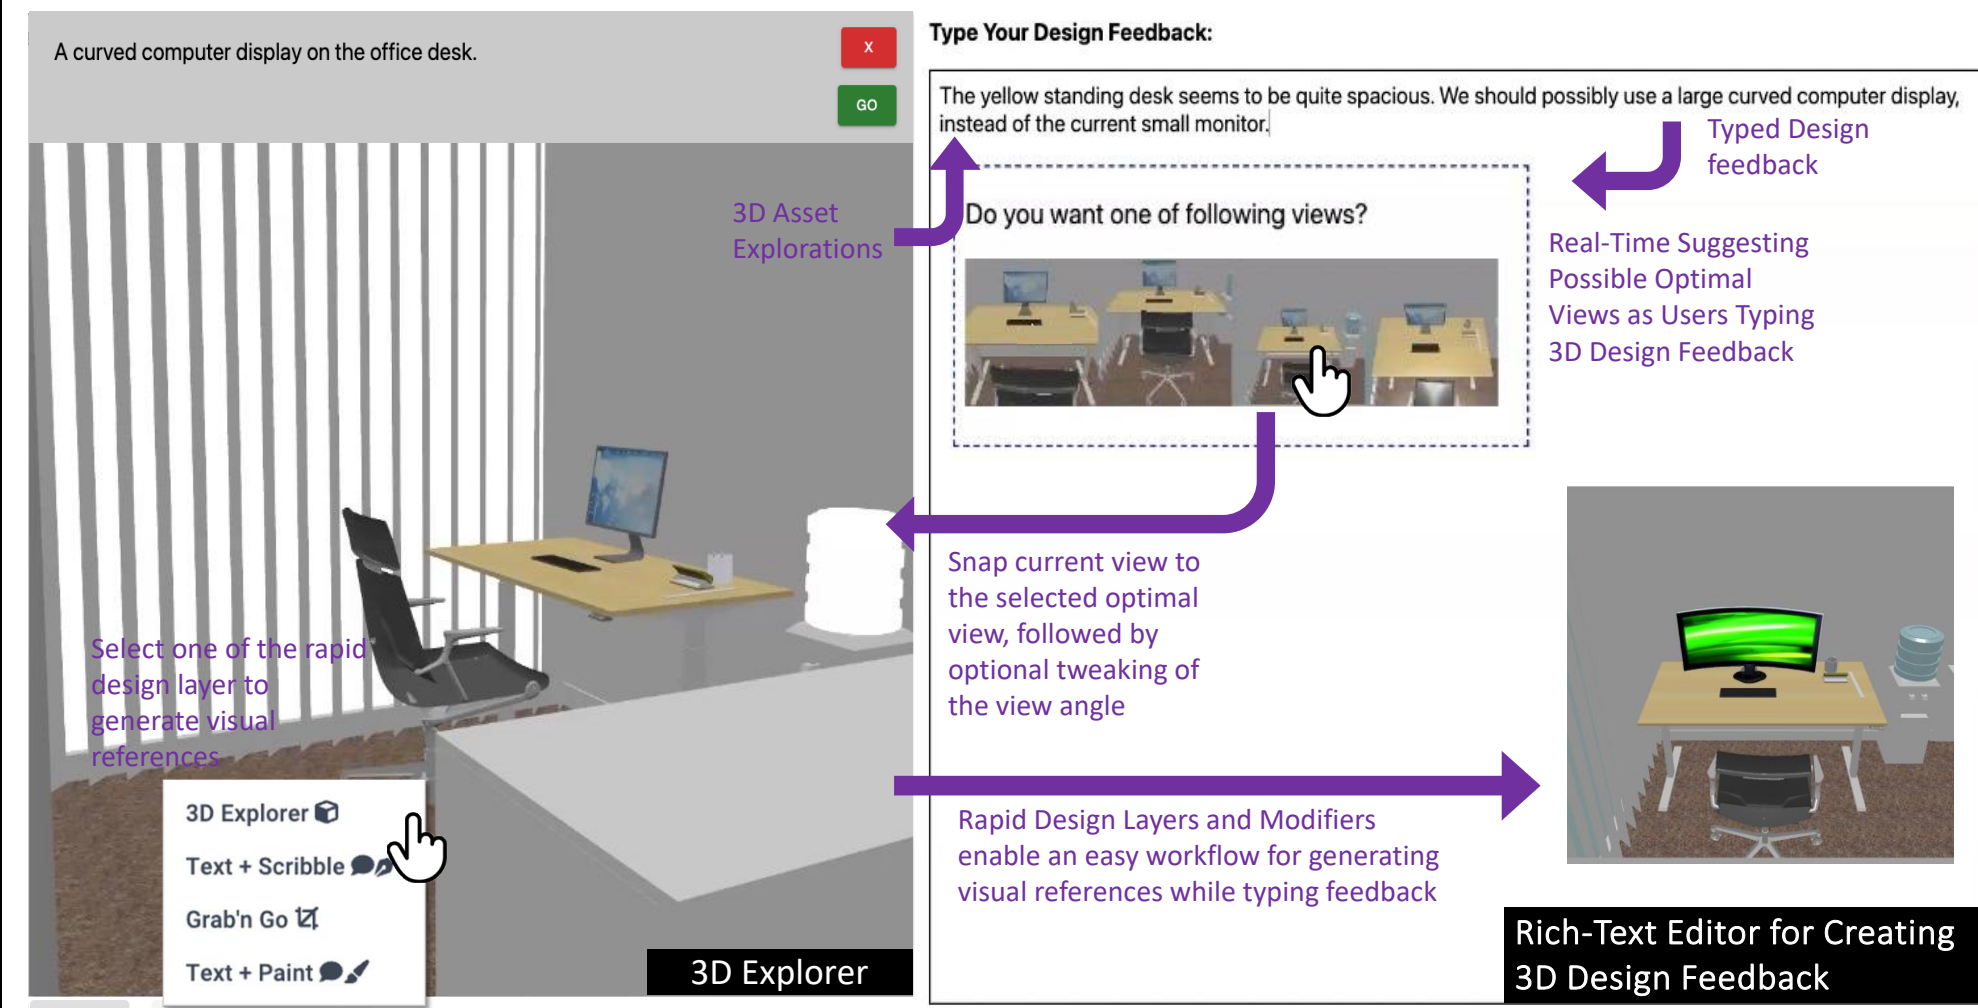 A curved computer display on the office desk.
X
GO
3D Asset
Explorations
Select one of the rapid
design layer to
generate visual
references
3D Explorer
Text + Scribble
Grab'n Go
Text + Paint
3D Explorer
Type Your Design Feedback:
The yellow standing desk seems to be quite spacious. We should possibly use a large curved computer display,
instead of the current small monitor.
Typed Design
feedback
Do you want one of following views?
Real-Time Suggesting
Possible Optimal
Views as Users Typing
3D Design Feedback
Snap current view to
the selected optimal
view, followed by
optional tweaking of
the view angle
Rapid Design Layers and Modifiers
enable an easy workflow for generating
visual references while typing feedback
Rich-Text Editor for Creating
3D Design Feedback